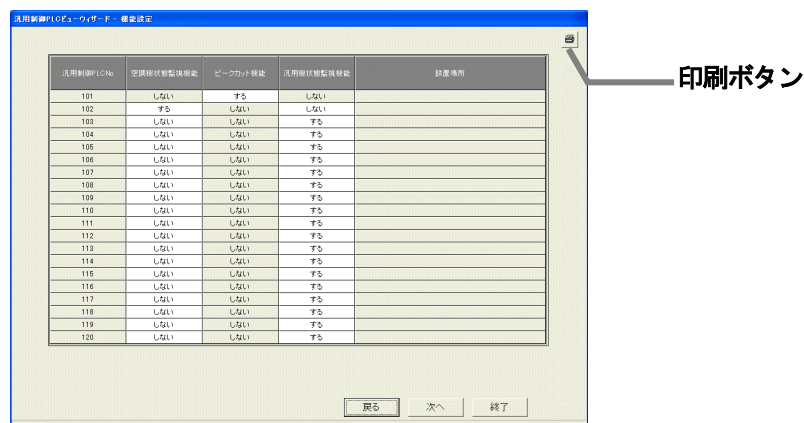 汎用制御PLCビューウィザード - 機能設定
印刷ボタン
汎用制御PLCNo 空調機状態監視機能 ピークカット機能 汎用機状態監視機能 設置場所
101 しない する しない
102 する しない しない
103 しない しない する
104 しない しない する
105 しない しない する
106 しない しない する
107 しない しない する
108 しない しない する
109 しない しない する
110 しない しない する
111 しない しない する
112 しない しない する
113 しない しない する
114 しない しない する
115 しない しない する
116 しない しない する
117 しない しない する
118 しない しない する
119 しない しない する
120 しない しない する
戻る 次へ 終了